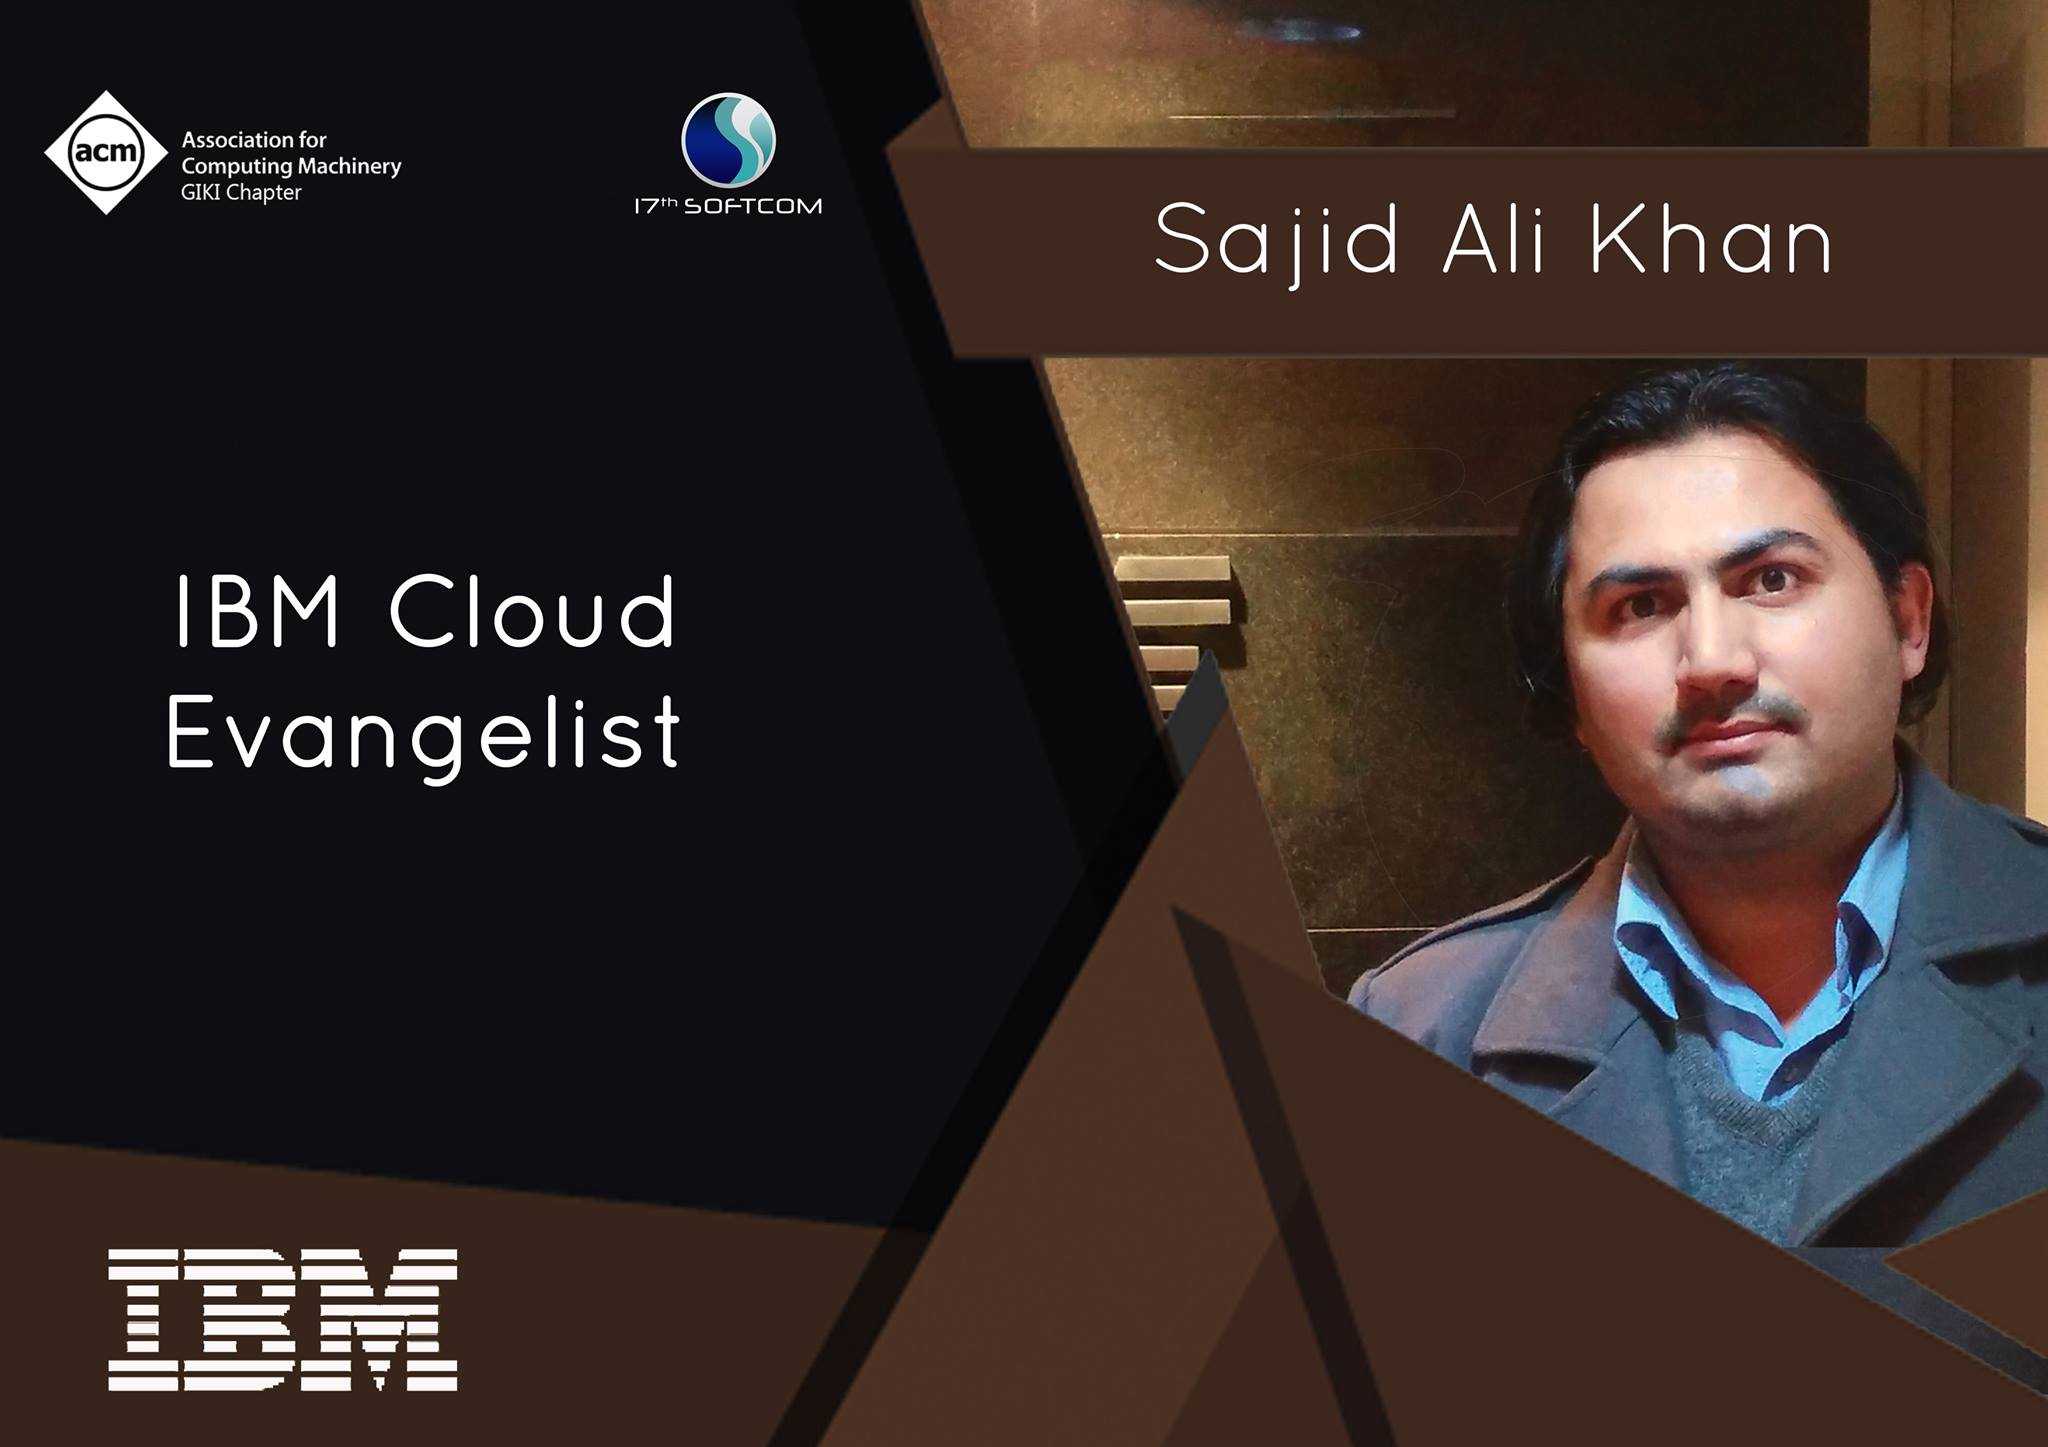 acm
Association for
Computing Machinery
GIKI Chapter
17th SOFTCOM
Sajid Ali Khan
IBM Cloud
Evangelist
IBM